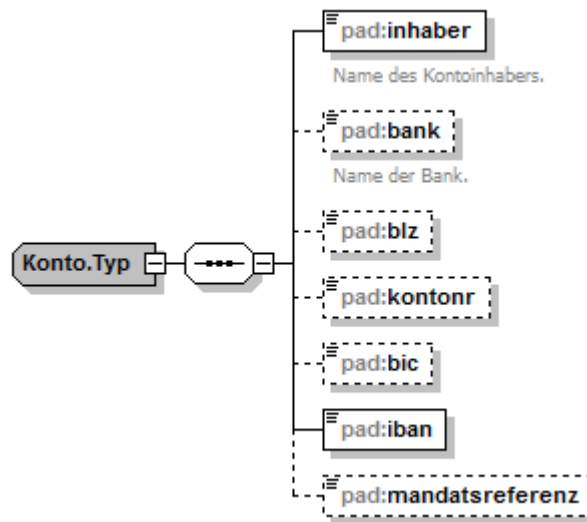 pad:inhaber
Name des Kontoinhabers.
pad:bank
Name der Bank.
pad:blz
Konto.Typ
pad:kontonr
pad:bic
pad:iban
pad:mandatsreferenz